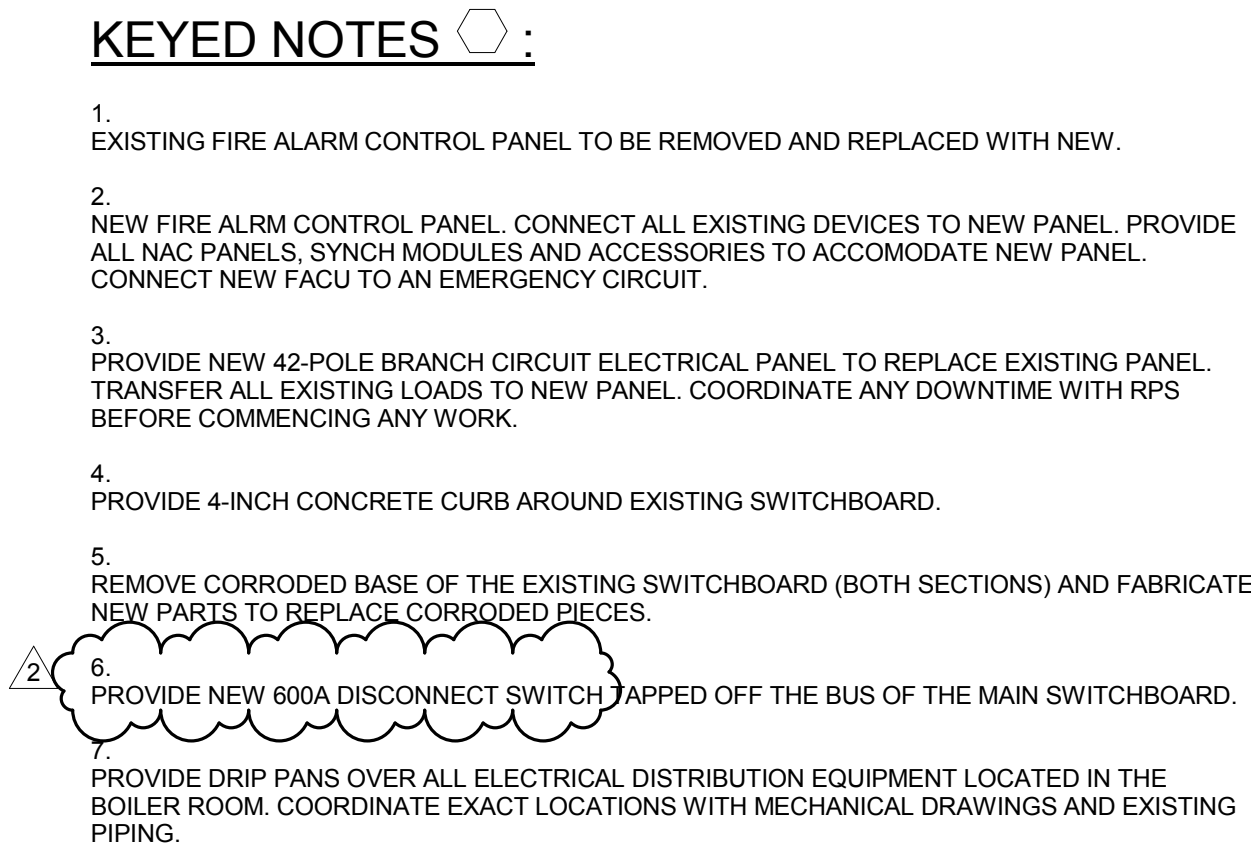 KEYED NOTES :
1.
EXISTING FIRE ALARM CONTROL PANEL TO BE REMOVED AND REPLACED WITH NEW.
2.
NEW FIRE ALRM CONTROL PANEL. CONNECT ALL EXISTING DEVICES TO NEW PANEL. PROVIDE
ALL NAC PANELS, SYNCH MODULES AND ACCESSORIES TO ACCOMODATE NEW PANEL.
CONNECT NEW FACU TO AN EMERGENCY CIRCUIT.
3.
PROVIDE NEW 42-POLE BRANCH CIRCUIT ELECTRICAL PANEL TO REPLACE EXISTING PANEL.
TRANSFER ALL EXISTING LOADS TO NEW PANEL. COORDINATE ANY DOWNTIME WITH RPS
BEFORE COMMENCING ANY WORK.
4.
PROVIDE 4-INCH CONCRETE CURB AROUND EXISTING SWITCHBOARD.
5.
REMOVE CORRODED BASE OF THE EXISTING SWITCHBOARD (BOTH SECTIONS) AND FABRICATE
NEW PARTS TO REPLACE CORRODED PIECES.
2
6.
PROVIDE NEW 600A DISCONNECT SWITCH TAPPED OFF THE BUS OF THE MAIN SWITCHBOARD.
7.
PROVIDE DRIP PANS OVER ALL ELECTRICAL DISTRIBUTION EQUIPMENT LOCATED IN THE
BOILER ROOM. COORDINATE EXACT LOCATIONS WITH MECHANICAL DRAWINGS AND EXISTING
PIPING.